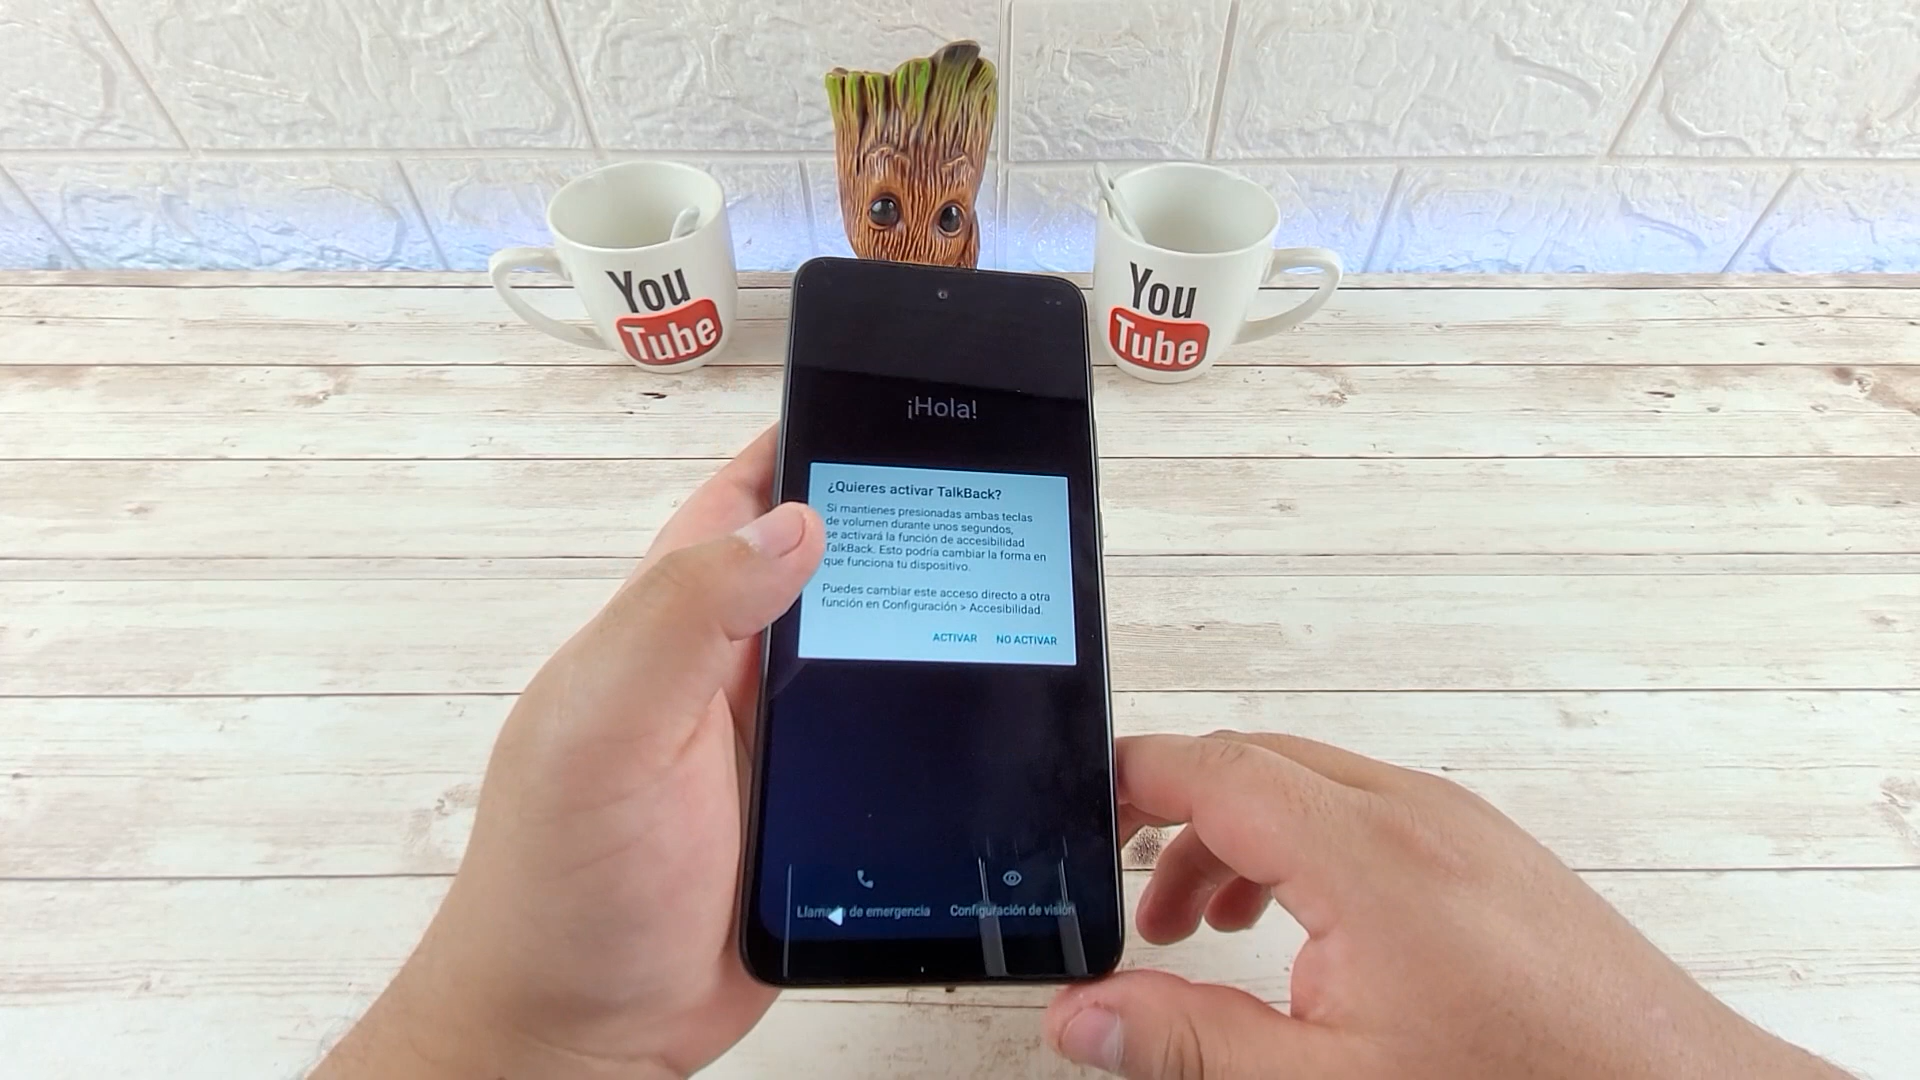 You
Tube
You
Tube
¡Hola!
¿Quieres activar TalkBack?
Si mantienes presionadas ambas teclas
de volumen durante unos segundos,
se activará la función de accesibilidad
TalkBack. Esto podría cambiar la forma en
que funciona tu dispositivo.
Puedes cambiar este acceso directo a otra
función en Configuración > Accesibilidad.
ACTIVAR NO ACTIVAR
Llamada de emergencia Configuración de visión